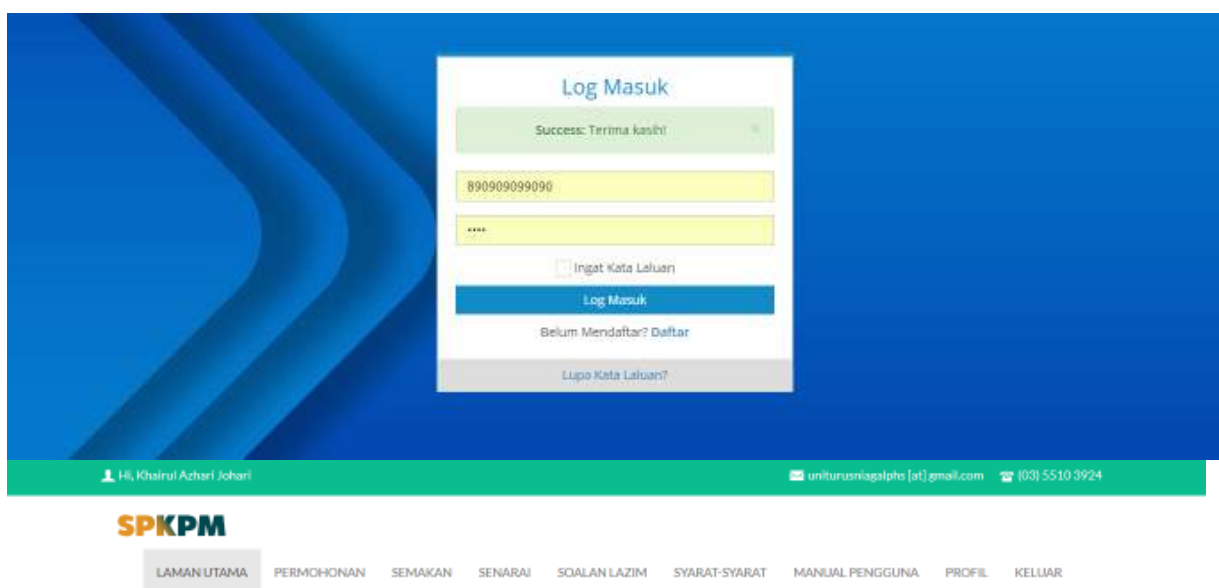 Log Masuk
Success: Terima kasih!
890909099090
••••
Ingat Kata Laluan
Log Masuk
Belum Mendaftar? Daftar
Lupa Kata Laluan?
Hi, Khairul Azhari Johari
uniturusniagalphs [at] gmail.com (03) 5510 3924
SPKPM
LAMAN UTAMA PERMOHONAN SEMAKAN SENARAI SOALAN LAZIM SYARAT-SYARAT MANUAL PENGGUNA PROFIL KELUAR